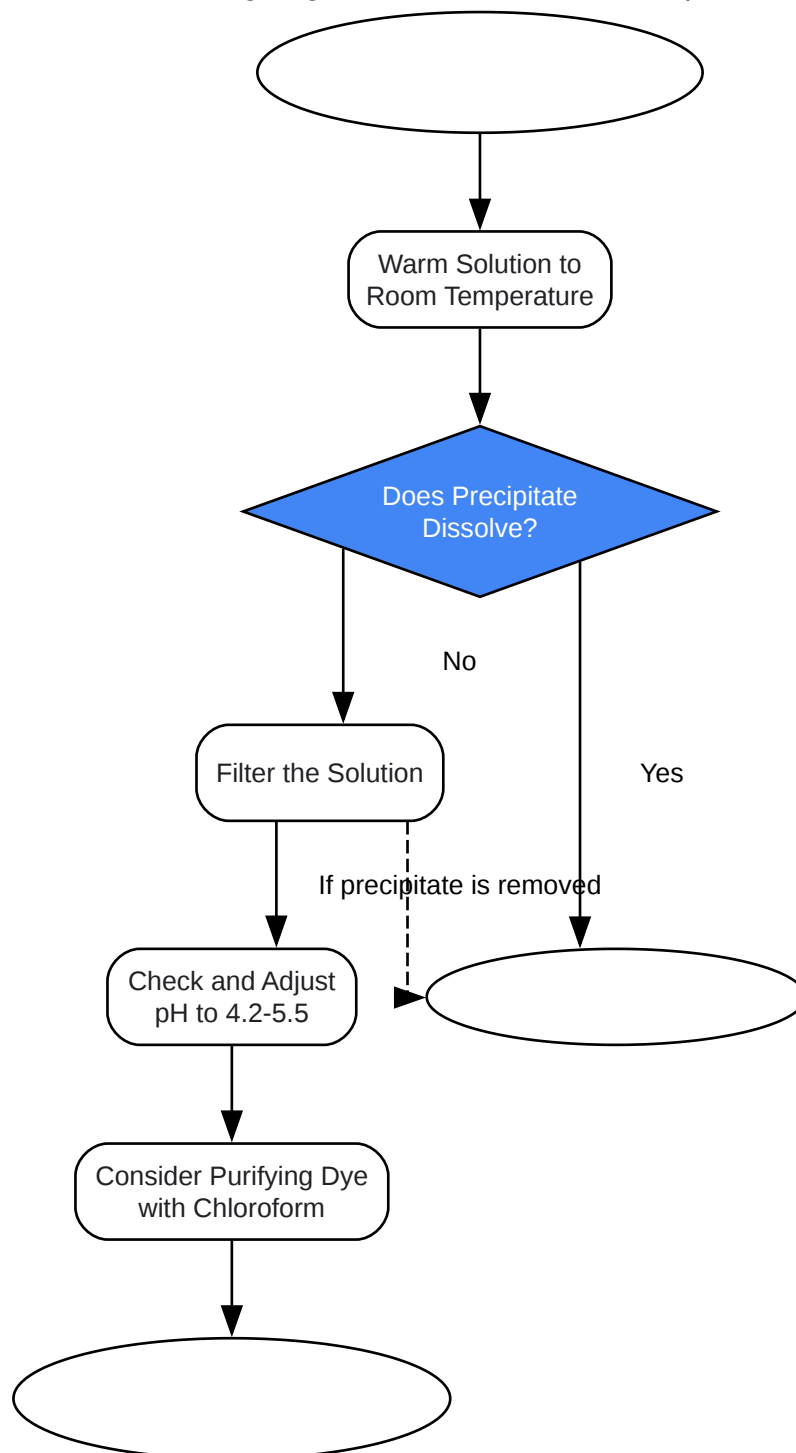 Warm Solution to
Room Temperature
Does Precipitate
Dissolve?
No
Filter the Solution
Yes
If precipitate is removed
Check and Adjust
pH to 4.2-5.5
Consider Purifying Dye
with Chloroform